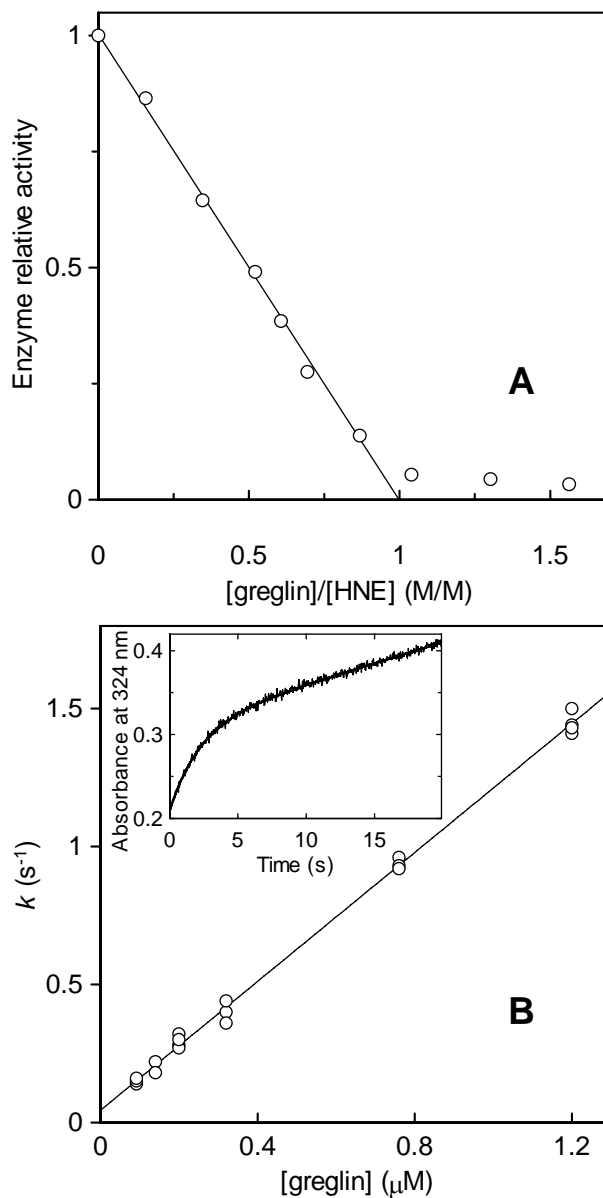 1
0.5
0
Enzyme relative activity
A
0 0.5 1 1.5
[greglin]/[HNE] (M/M)
1.5
1
0.5
0
k (s-1)
0.4
0.3
0.2
Absorbance at 324 nm
0 5 10 15
Time (s)
B
0 0.4 0.8 1.2
[greglin] (μM)